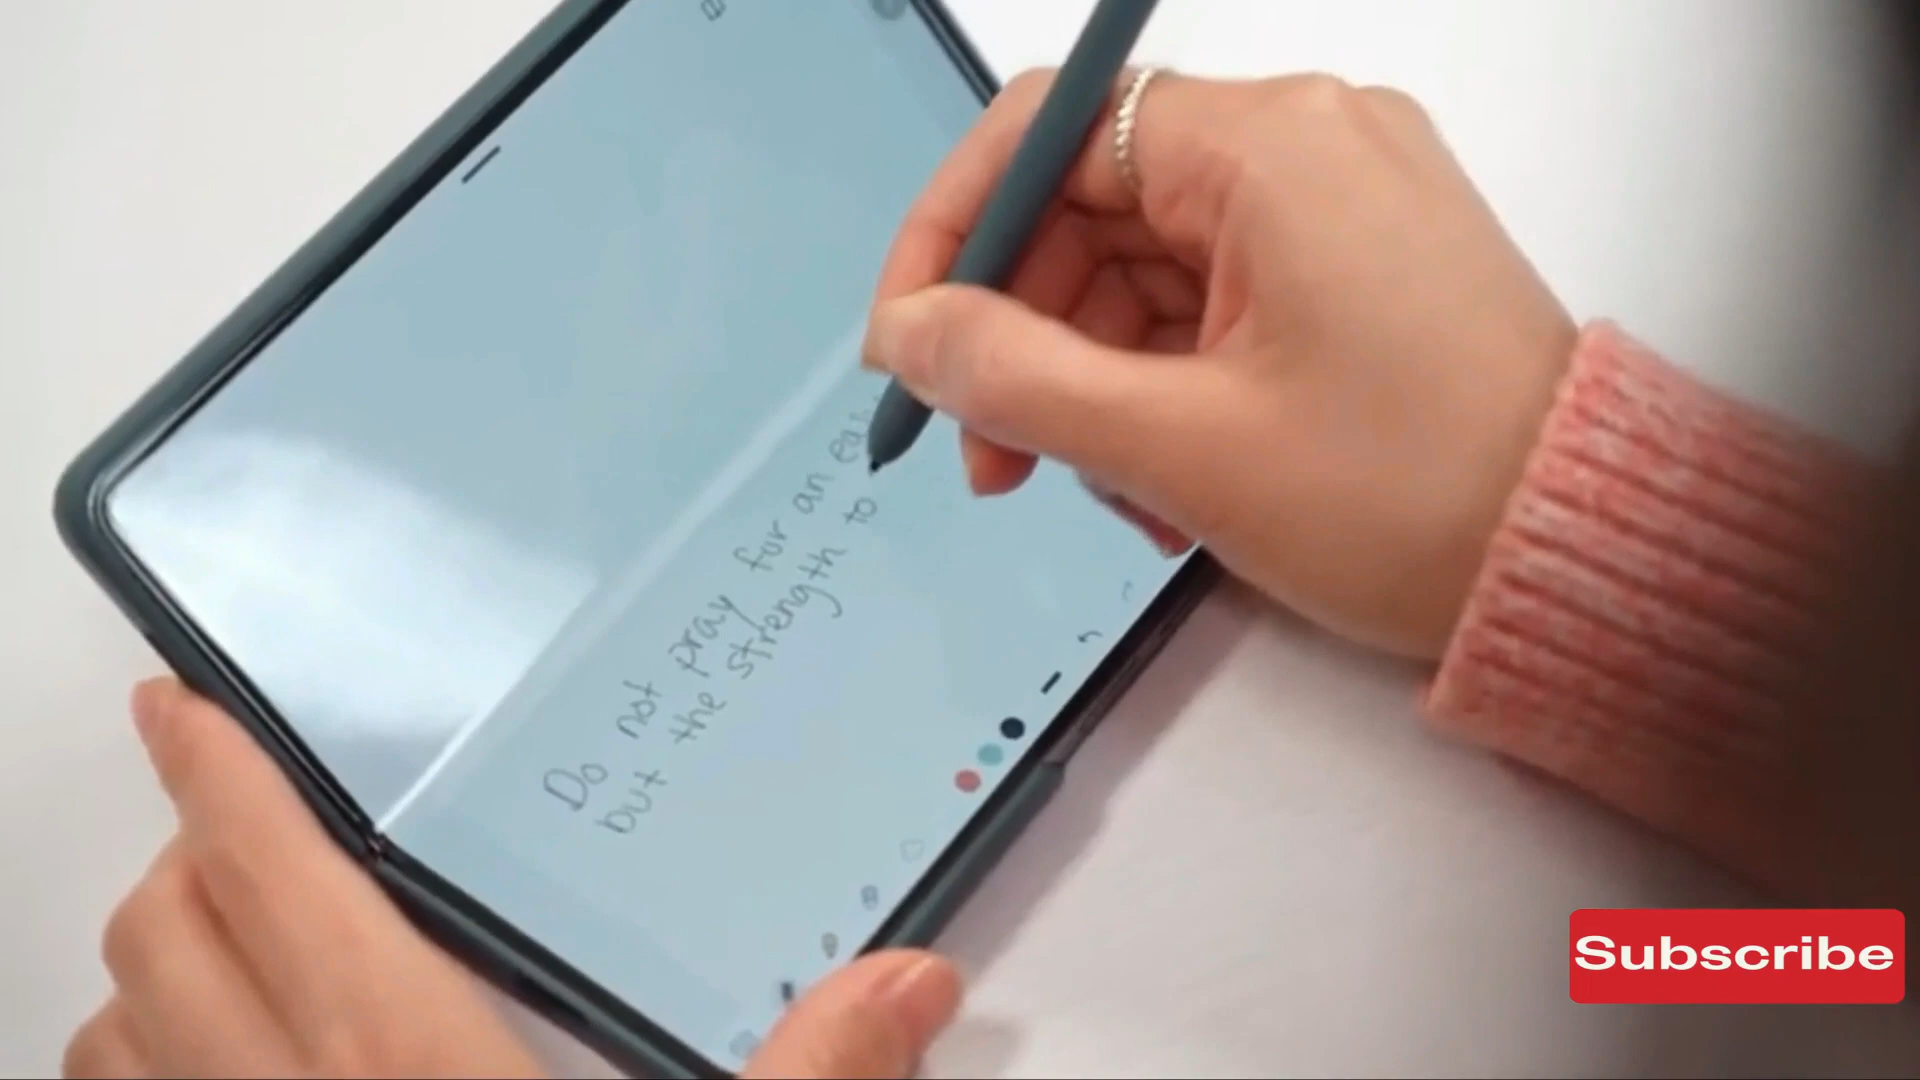 Do not pray for an
but the strength to
Subscribe